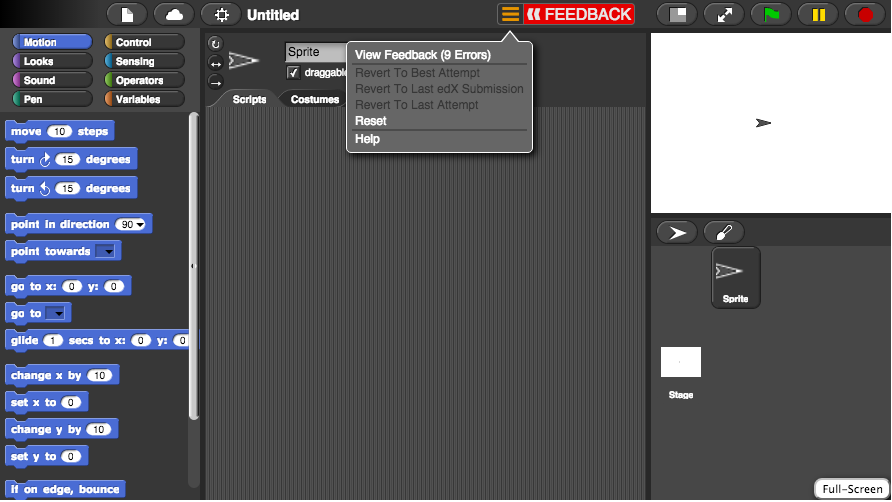 Untitled
FEEDBACK
Motion
Control
Looks
Sensing
Sound
Operators
Pen
Variables
Sprite
draggable
Scripts
Costumes
View Feedback (9 Errors)
Revert To Best Attempt
Revert To Last edX Submission
Revert To Last Attempt
Reset
Help
move 10 steps
turn 15 degrees
turn 15 degrees
point in direction 90
point towards
go to x: 0 y: 0
go to
glide 1 secs to x: 0 y: 0
change x by 10
set x to 0
change y by 10
set y to 0
if on edge, bounce
Sprite
Stage
Full-Screen